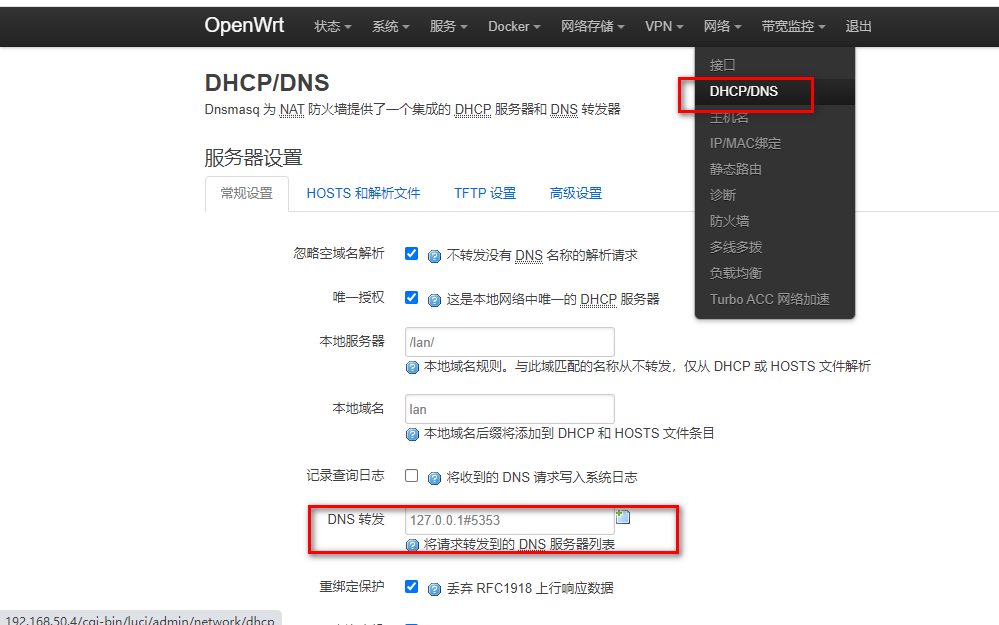 OpenWrt 状态 系统 服务 Docker 网络存储 VPN 网络 带宽监控 退出
接口
DHCP/DNS
主机名
IP/MAC绑定
静态路由
诊断
防火墙
多线多拨
负载均衡
Turbo ACC 网络加速
DHCP/DNS
Dnsmasq 为 NAT 防火墙提供了一个集成的 DHCP 服务器和 DNS 转发器
服务器设置
常规设置 HOSTS 和解析文件 TFTP 设置 高级设置
忽略空域名解析 不转发没有 DNS 名称的解析请求
唯一授权 这是本地网络中唯一的 DHCP 服务器
本地服务器 /lan/
本地域名规则。与此域匹配的名称从不转发，仅从 DHCP 或 HOSTS 文件解析
本地域名 lan
本地域名后缀将添加到 DHCP 和 HOSTS 文件条目
记录查询日志 将收到的 DNS 请求写入系统日志
DNS 转发 127.0.0.1#5353
将请求转发到的 DNS 服务器列表
重绑定保护 丢弃 RFC1918 上行响应数据
192.168.50.4/cgi-bin/luci/admin/network/dhcp